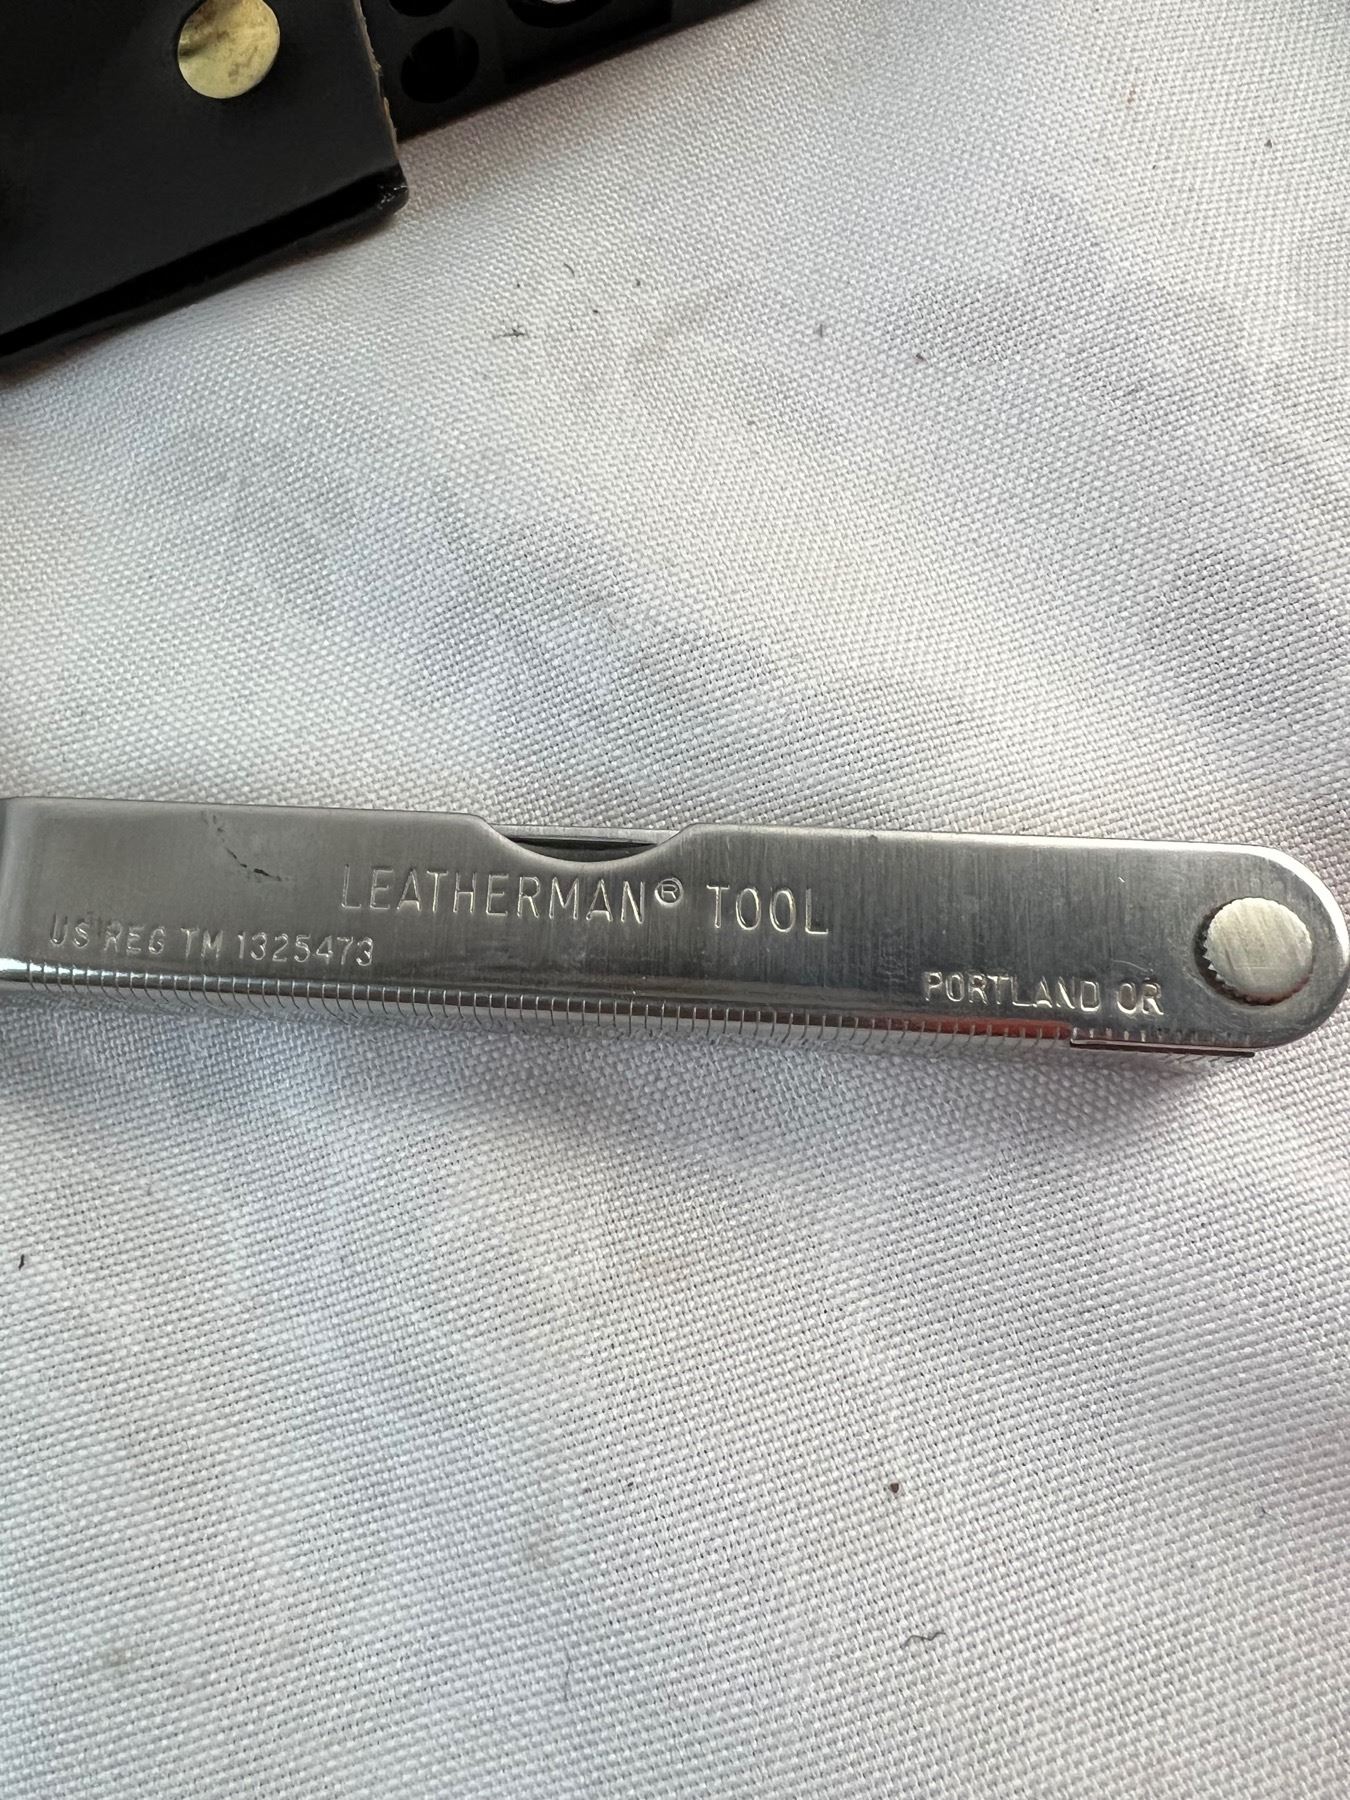 LEATHERMAN® TOOL
US REG TM 1325473
PORTLAND OR